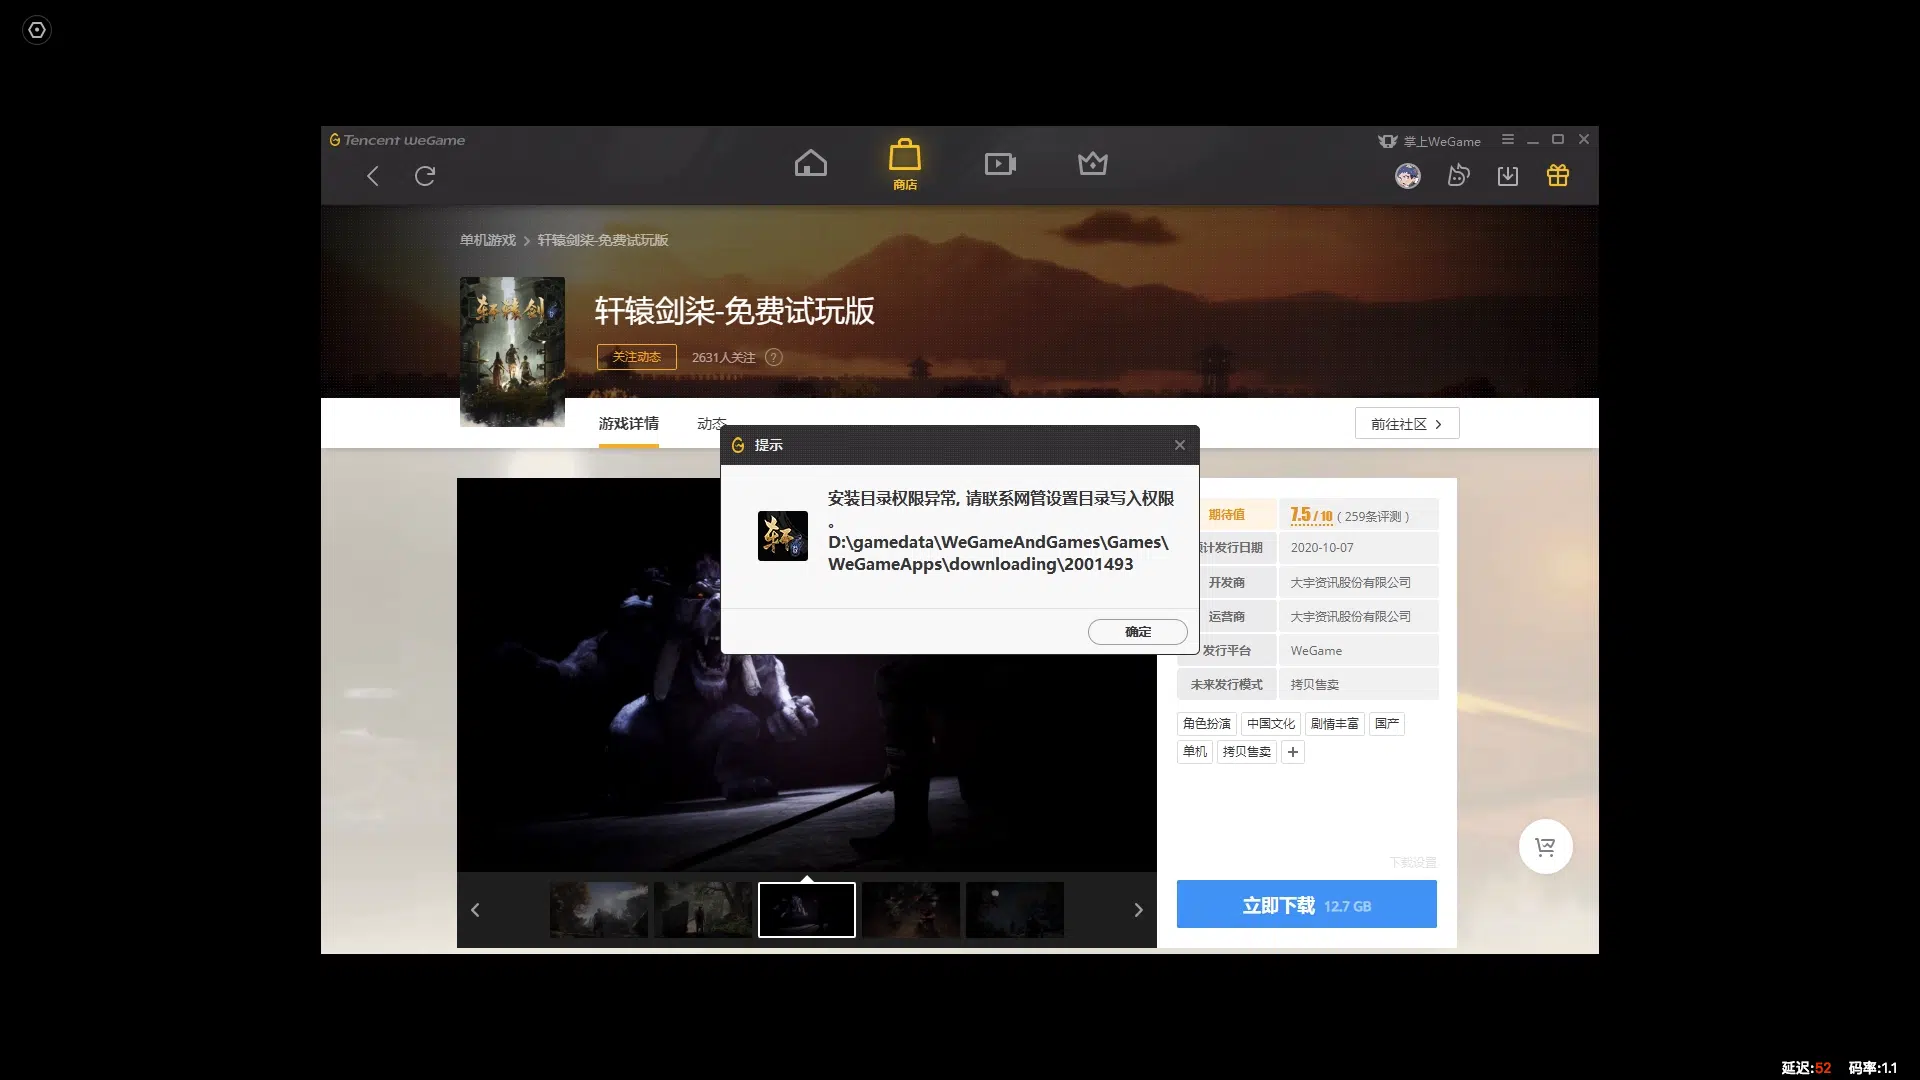 Tencent WeGame
掌上WeGame
商店
单机游戏 > 轩辕剑柒-免费试玩版
轩辕剑
轩辕剑柒-免费试玩版
关注动态 2631人关注 ?
游戏详情 动态
前往社区 >
提示
安装目录权限异常, 请联系网管设置目录写入权限
。
D:\gamedata\WeGameAndGames\Games\
WeGameApps\downloading\2001493
轩
确定
期待值 7.5 / 10 ( 259条评测 )
计发行日期 2020-10-07
开发商 大宇资讯股份有限公司
运营商 大宇资讯股份有限公司
发行平台 WeGame
未来发行模式 拷贝售卖
角色扮演 中国文化 剧情丰富 国产
单机 拷贝售卖 +
下载设置
立即下载 12.7 GB
延迟:52 码率:1.1